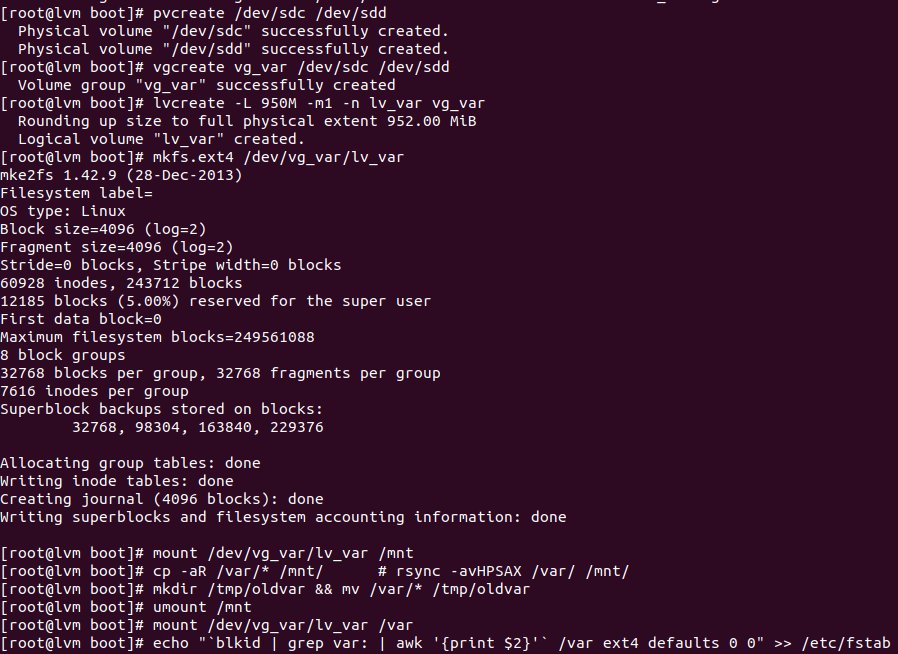 [root@lvm boot]# pvcreate /dev/sdc /dev/sdd
  Physical volume "/dev/sdc" successfully created.
  Physical volume "/dev/sdd" successfully created.
[root@lvm boot]# vgcreate vg_var /dev/sdc /dev/sdd
  Volume group "vg_var" successfully created
[root@lvm boot]# lvcreate -L 950M -m1 -n lv_var vg_var
  Rounding up size to full physical extent 952.00 MiB
  Logical volume "lv_var" created.
[root@lvm boot]# mkfs.ext4 /dev/vg_var/lv_var
mke2fs 1.42.9 (28-Dec-2013)
Filesystem label=
OS type: Linux
Block size=4096 (log=2)
Fragment size=4096 (log=2)
Stride=0 blocks, Stripe width=0 blocks
60928 inodes, 243712 blocks
12185 blocks (5.00%) reserved for the super user
First data block=0
Maximum filesystem blocks=249561088
8 block groups
32768 blocks per group, 32768 fragments per group
7616 inodes per group
Superblock backups stored on blocks:
        32768, 98304, 163840, 229376

Allocating group tables: done
Writing inode tables: done
Creating journal (4096 blocks): done
Writing superblocks and filesystem accounting information: done

[root@lvm boot]# mount /dev/vg_var/lv_var /mnt
[root@lvm boot]# cp -aR /var/* /mnt/      # rsync -avHPSAX /var/ /mnt/
[root@lvm boot]# mkdir /tmp/oldvar && mv /var/* /tmp/oldvar
[root@lvm boot]# umount /mnt
[root@lvm boot]# mount /dev/vg_var/lv_var /var
[root@lvm boot]# echo "`blkid | grep var: | awk '{print $2}'` /var ext4 defaults 0 0" >> /etc/fstab